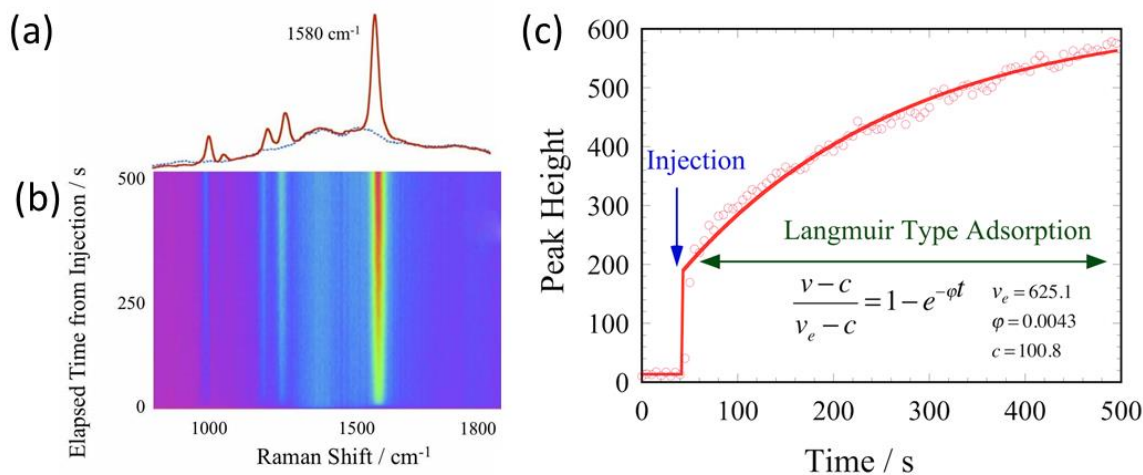 (a)
1580 cm⁻¹
(b)
Elapsed Time from Injection / s
500
250
0
1000
1500
1800
Raman Shift / cm⁻¹
(c)
Peak Height
600
500
400
300
200
100
0
Injection
Langmuir Type Adsorption
(v − c)/(vₑ − c) = 1 − e^(−φt)
vₑ = 625.1
φ = 0.0043
c = 100.8
0
100
200
300
400
500
Time / s